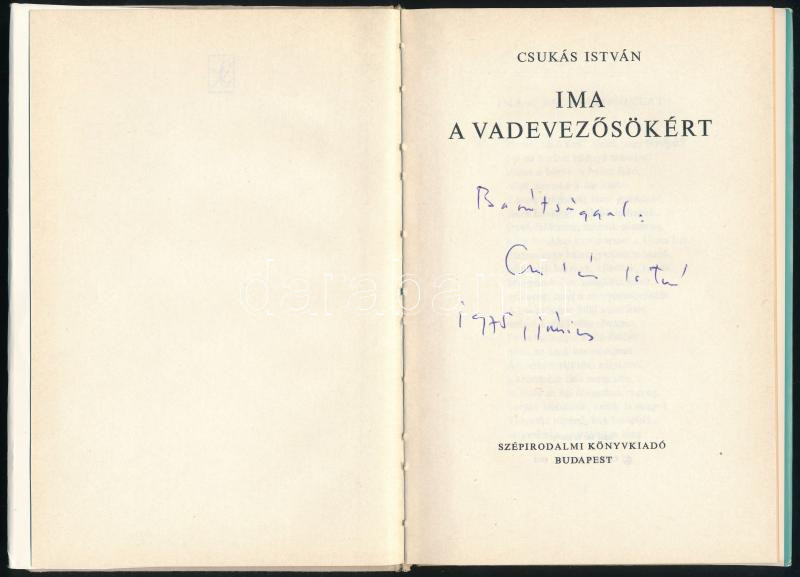 CSUKÁS ISTVÁN
IMA
A VADEVEZŐSÖKÉRT
Barátsággal:
Csukás István
1975, június
SZÉPIRODALMI KÖNYVKIADÓ
BUDAPEST